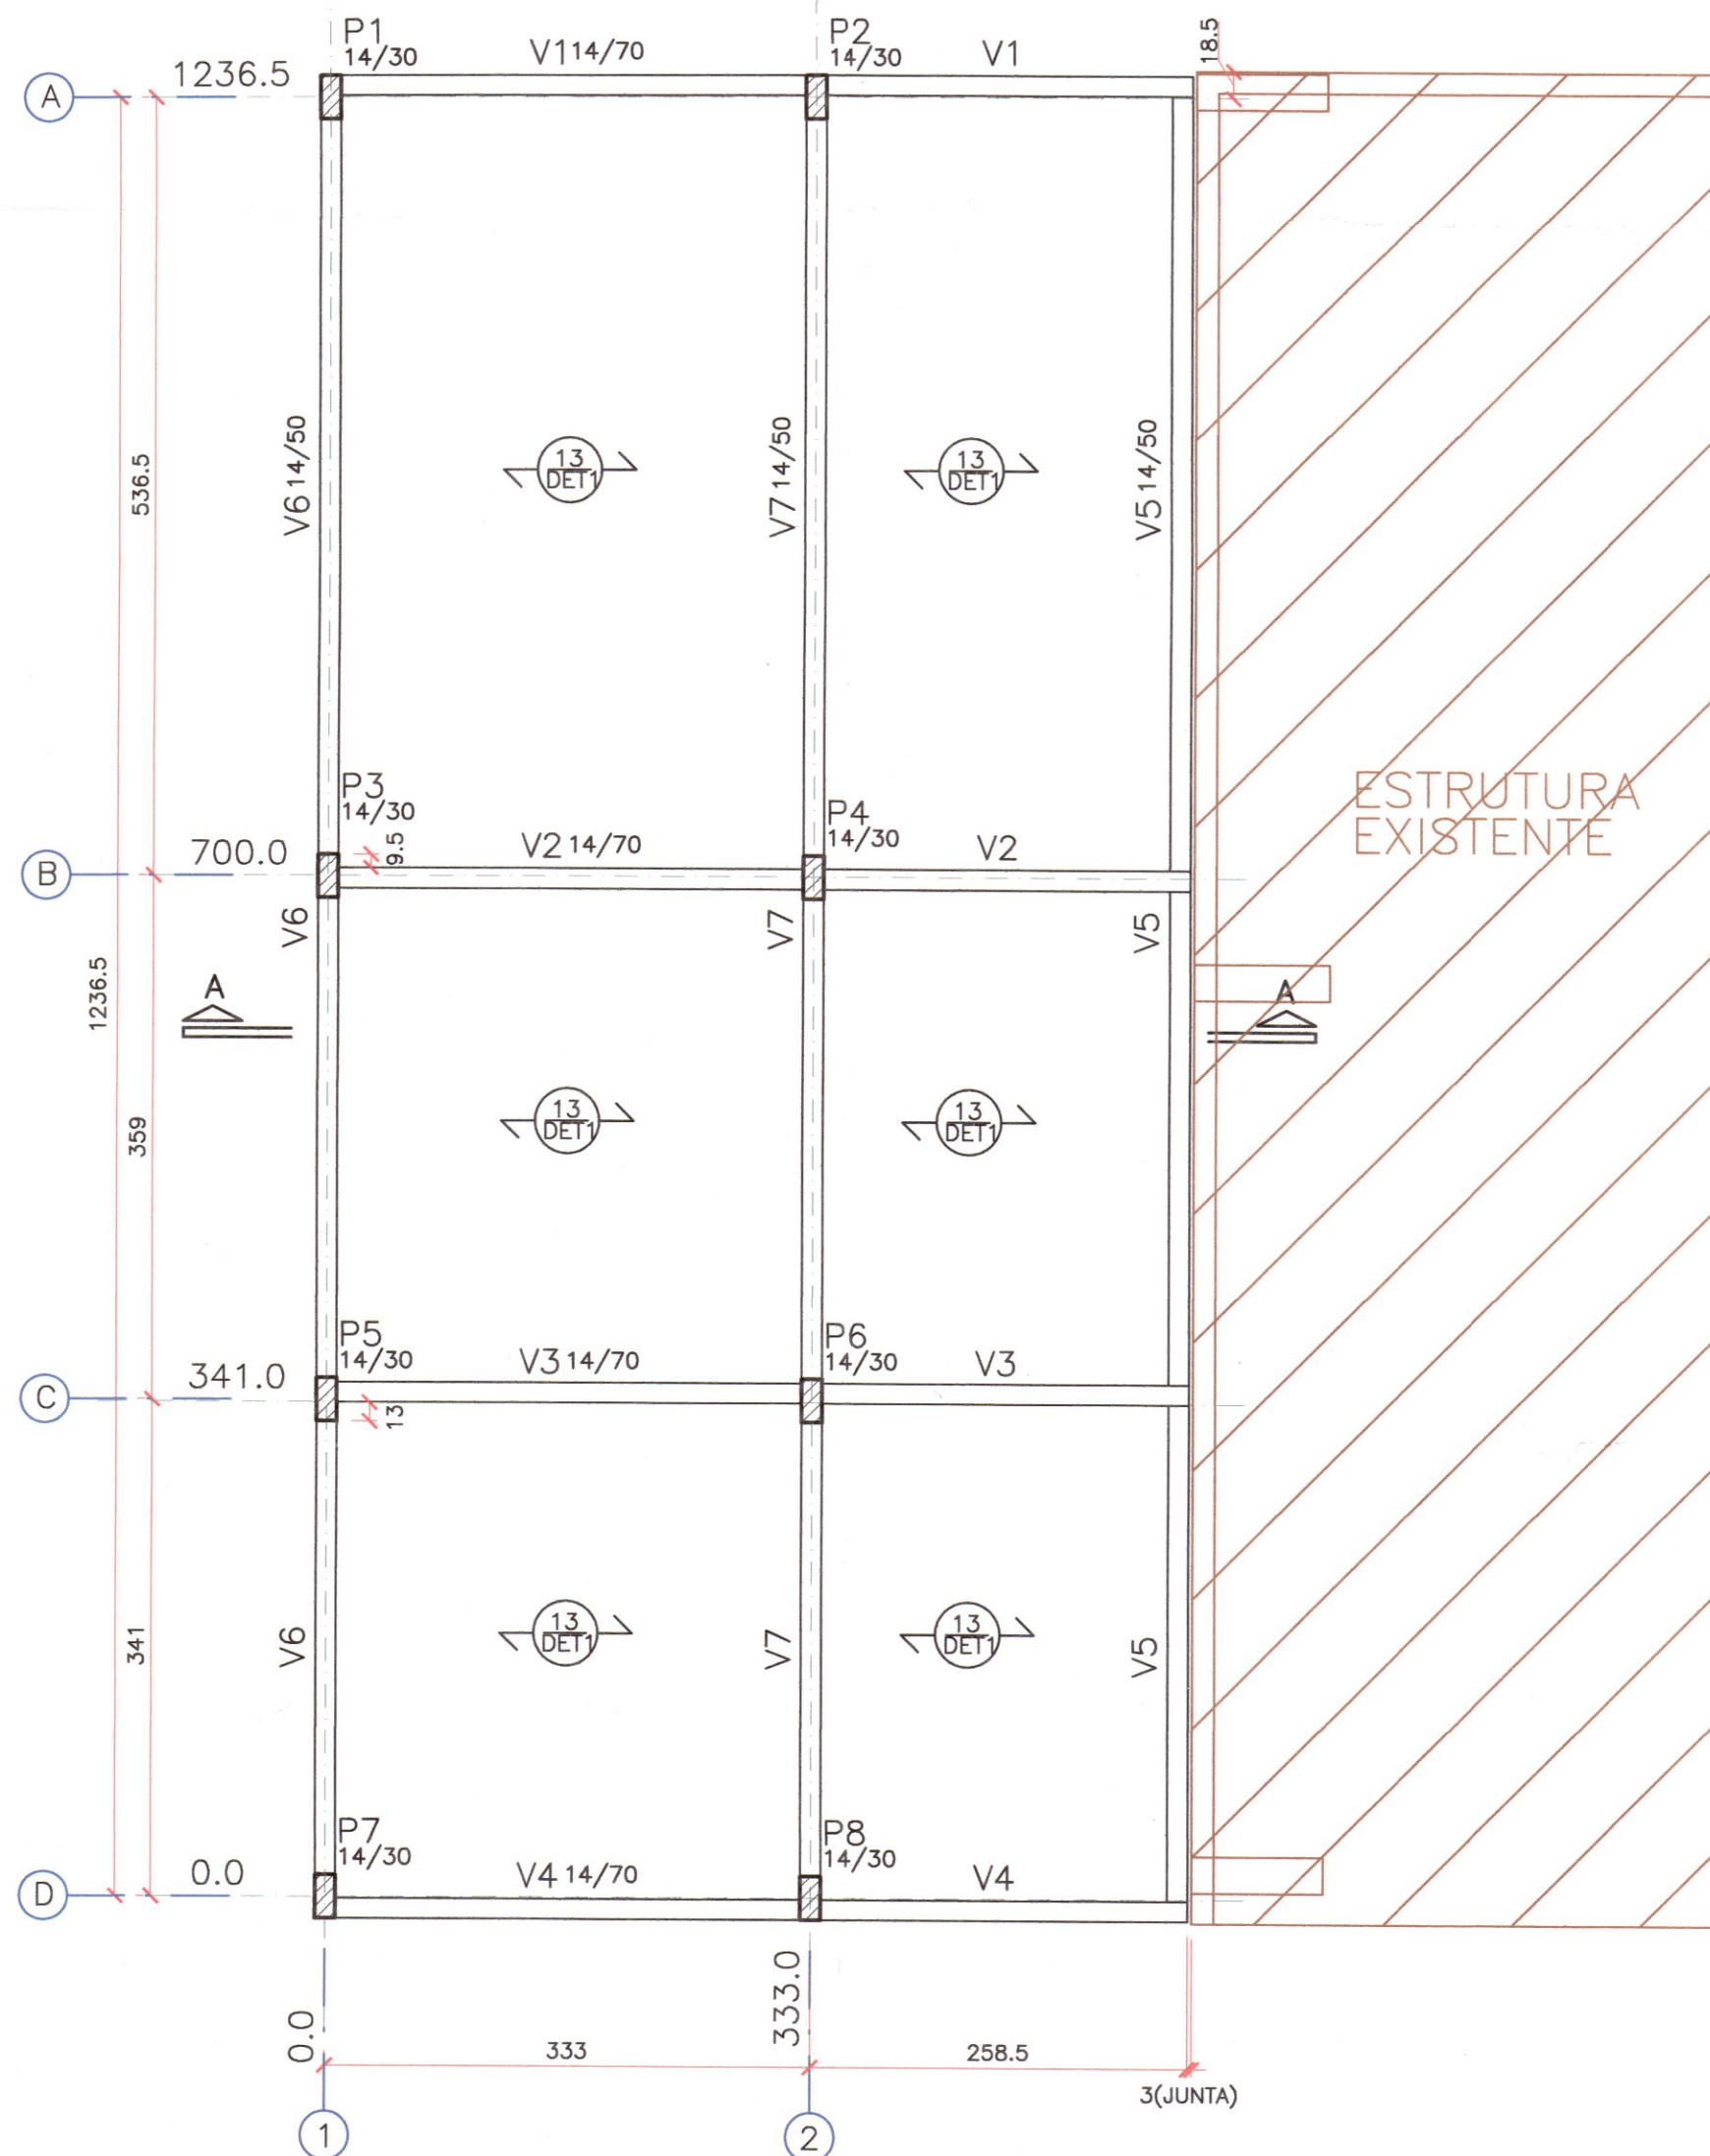 P1
14/30
V1 14/70
P2
14/30
V1
18.5
A
1236.5
536.5
V6 14/50
13
DET1
V7 14/50
13
DET1
V5 14/50
ESTRUTURA
EXISTENTE
P3
14/30
9.5
V2 14/70
P4
14/30
V2
B
700.0
V6
V7
V5
1236.5
A
A
359
13
DET1
13
DET1
P5
14/30
V3 14/70
P6
14/30
V3
C
341.0
13
341
V6
13
DET1
V7
13
DET1
V5
P7
14/30
V4 14/70
P8
14/30
V4
D
0.0
0.0
333.0
333
258.5
3(JUNTA)
1
2